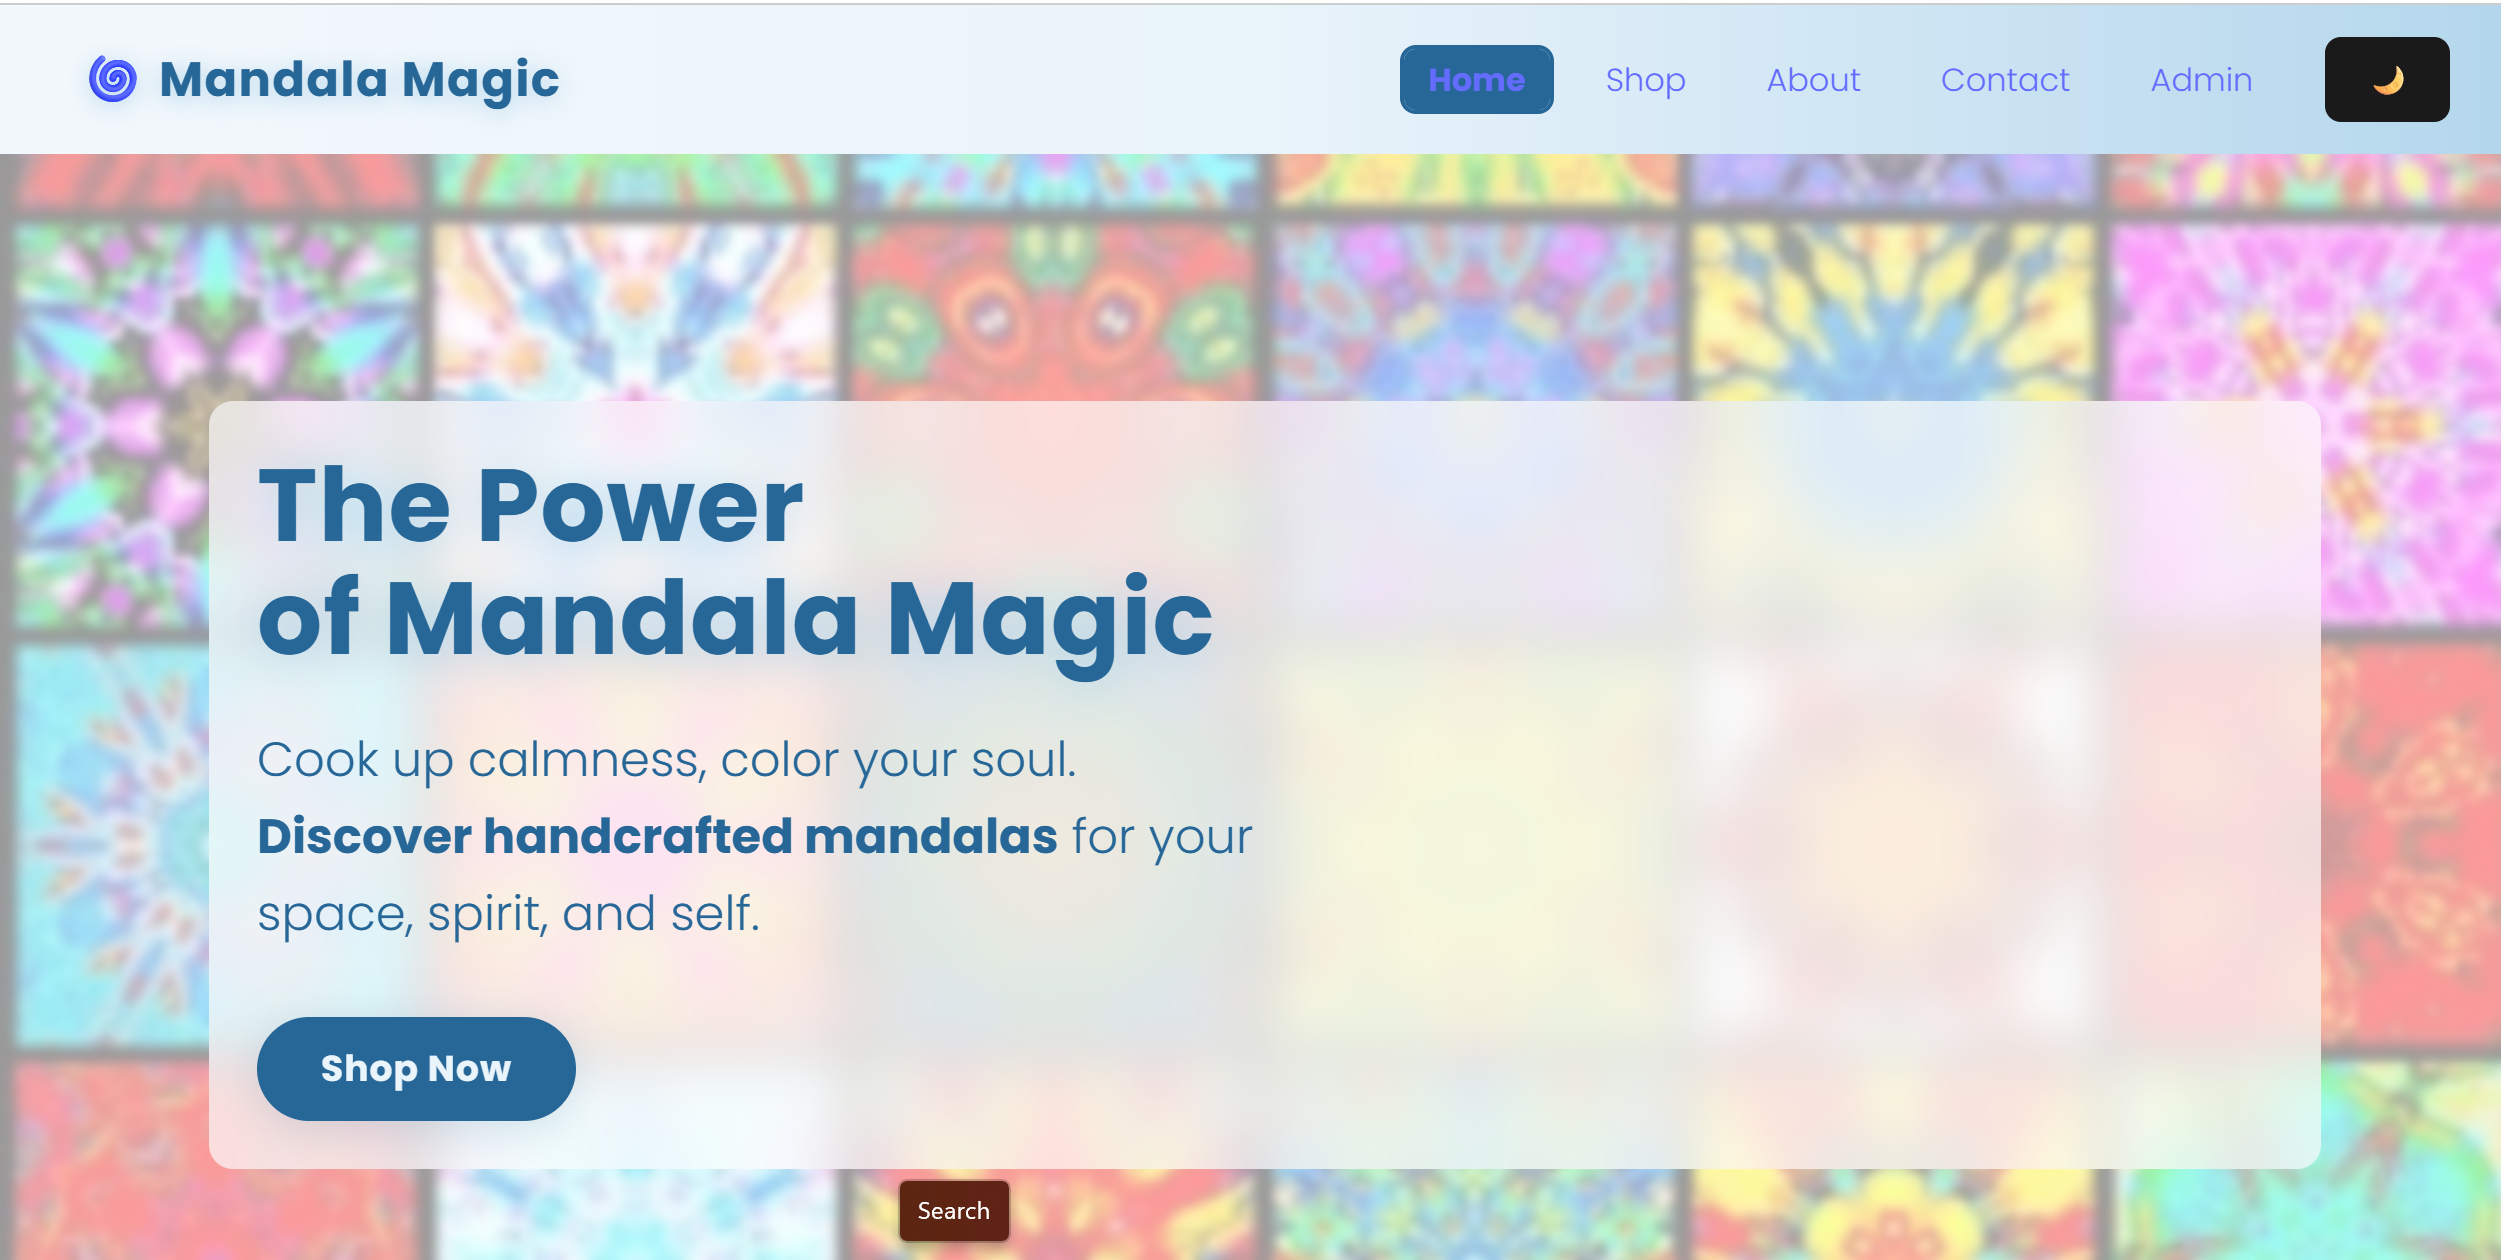 Mandala Magic
Home Shop About Contact Admin
The Power
of Mandala Magic
Cook up calmness, color your soul.
Discover handcrafted mandalas for your
space, spirit, and self.
Shop Now
Search